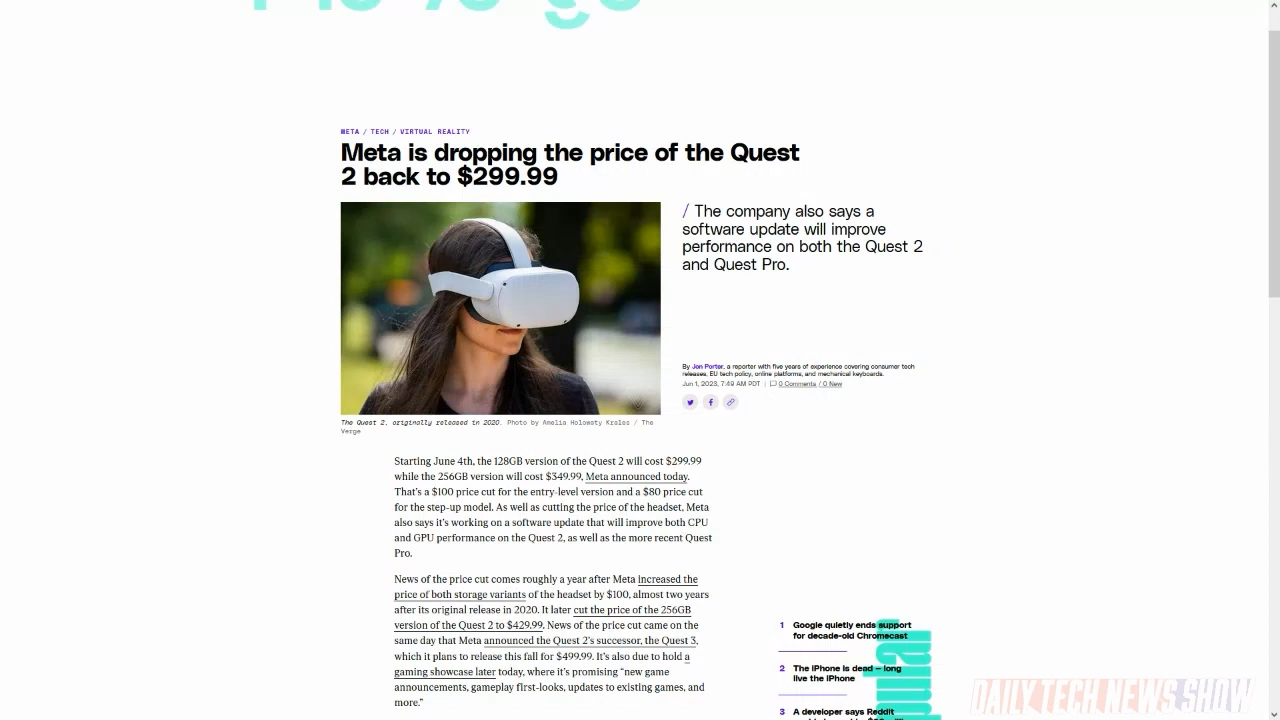 META / TECH / VIRTUAL REALITY
Meta is dropping the price of the Quest
2 back to $299.99
/ The company also says a
software update will improve
performance on both the Quest 2
and Quest Pro.
By Jon Porter, a reporter with five years of experience covering consumer tech
releases, EU tech policy, online platforms, and mechanical keyboards.
Jun 1, 2023, 7:49 AM PDT | 0 Comments / 0 New
The Quest 2, originally released in 2020. Photo by Amelia Holowaty Krales / The
Verge
Starting June 4th, the 128GB version of the Quest 2 will cost $299.99
while the 256GB version will cost $349.99, Meta announced today.
That's a $100 price cut for the entry-level version and a $80 price cut
for the step-up model. As well as cutting the price of the headset, Meta
also says it's working on a software update that will improve both CPU
and GPU performance on the Quest 2, as well as the more recent Quest
Pro.
News of the price cut comes roughly a year after Meta increased the
price of both storage variants of the headset by $100, almost two years
after its original release in 2020. It later cut the price of the 256GB
version of the Quest 2 to $429.99. News of the price cut came on the
same day that Meta announced the Quest 2's successor, the Quest 3,
which it plans to release this fall for $499.99. It's also due to hold a
gaming showcase later today, where it's promising "new game
announcements, gameplay first-looks, updates to existing games, and
more."
1 Google quietly ends support
for decade-old Chromecast
2 The iPhone is dead — long
live the iPhone
3 A developer says Reddit
DAILY TECH NEWS SHOW